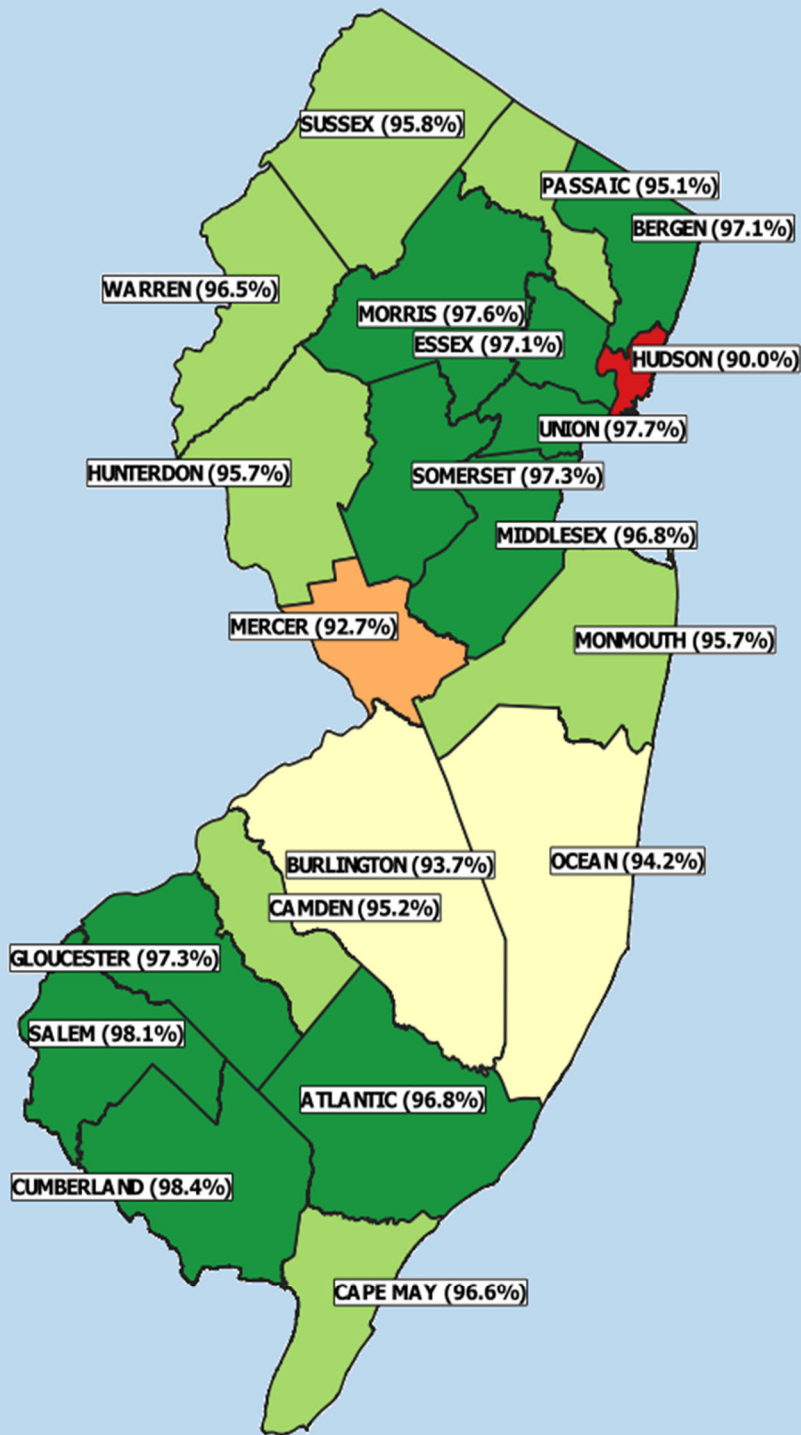 SUSSEX (95.8%)
PASSAIC (95.1%)
BERGEN (97.1%)
WARREN (96.5%)
MORRIS (97.6%)
ESSEX (97.1%)
HUDSON (90.0%)
UNION (97.7%)
HUNTERDON (95.7%)
SOMERSET (97.3%)
MIDDLESEX (96.8%)
MERCER (92.7%)
MONMOUTH (95.7%)
BURLINGTON (93.7%)
OCEAN (94.2%)
CAMDEN (95.2%)
GLOUCESTER (97.3%)
SALEM (98.1%)
ATLANTIC (96.8%)
CUMBERLAND (98.4%)
CAPE MAY (96.6%)